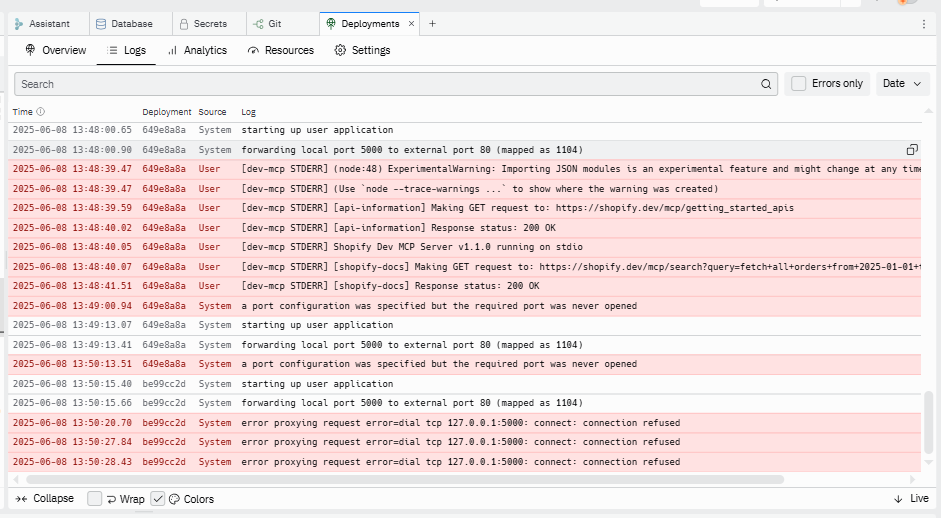 Assistant Database Secrets Git Deployments × +
Overview Logs Analytics Resources Settings
Search Errors only Date
Time Deployment Source Log
2025-06-08 13:48:00.65 649e8a8a System starting up user application
2025-06-08 13:48:00.90 649e8a8a System forwarding local port 5000 to external port 80 (mapped as 1104)
2025-06-08 13:48:39.47 649e8a8a User [dev-mcp STDERR] (node:48) ExperimentalWarning: Importing JSON modules is an experimental feature and might change at any time
2025-06-08 13:48:39.47 649e8a8a User [dev-mcp STDERR] (Use `node --trace-warnings ...` to show where the warning was created)
2025-06-08 13:48:39.59 649e8a8a User [dev-mcp STDERR] [api-information] Making GET request to: https://shopify.dev/mcp/getting_started_apis
2025-06-08 13:48:40.02 649e8a8a User [dev-mcp STDERR] [api-information] Response status: 200 OK
2025-06-08 13:48:40.05 649e8a8a User [dev-mcp STDERR] Shopify Dev MCP Server v1.1.0 running on stdio
2025-06-08 13:48:40.07 649e8a8a User [dev-mcp STDERR] [shopify-docs] Making GET request to: https://shopify.dev/mcp/search?query=fetch+all+orders+from+2025-01-01+
2025-06-08 13:48:41.51 649e8a8a User [dev-mcp STDERR] [shopify-docs] Response status: 200 OK
2025-06-08 13:49:00.94 649e8a8a System a port configuration was specified but the required port was never opened
2025-06-08 13:49:13.07 649e8a8a System starting up user application
2025-06-08 13:49:13.41 649e8a8a System forwarding local port 5000 to external port 80 (mapped as 1104)
2025-06-08 13:50:13.51 649e8a8a System a port configuration was specified but the required port was never opened
2025-06-08 13:50:15.40 be99cc2d System starting up user application
2025-06-08 13:50:15.66 be99cc2d System forwarding local port 5000 to external port 80 (mapped as 1104)
2025-06-08 13:50:20.70 be99cc2d System error proxying request error=dial tcp 127.0.0.1:5000: connect: connection refused
2025-06-08 13:50:27.84 be99cc2d System error proxying request error=dial tcp 127.0.0.1:5000: connect: connection refused
2025-06-08 13:50:28.43 be99cc2d System error proxying request error=dial tcp 127.0.0.1:5000: connect: connection refused
Collapse Wrap Colors Live